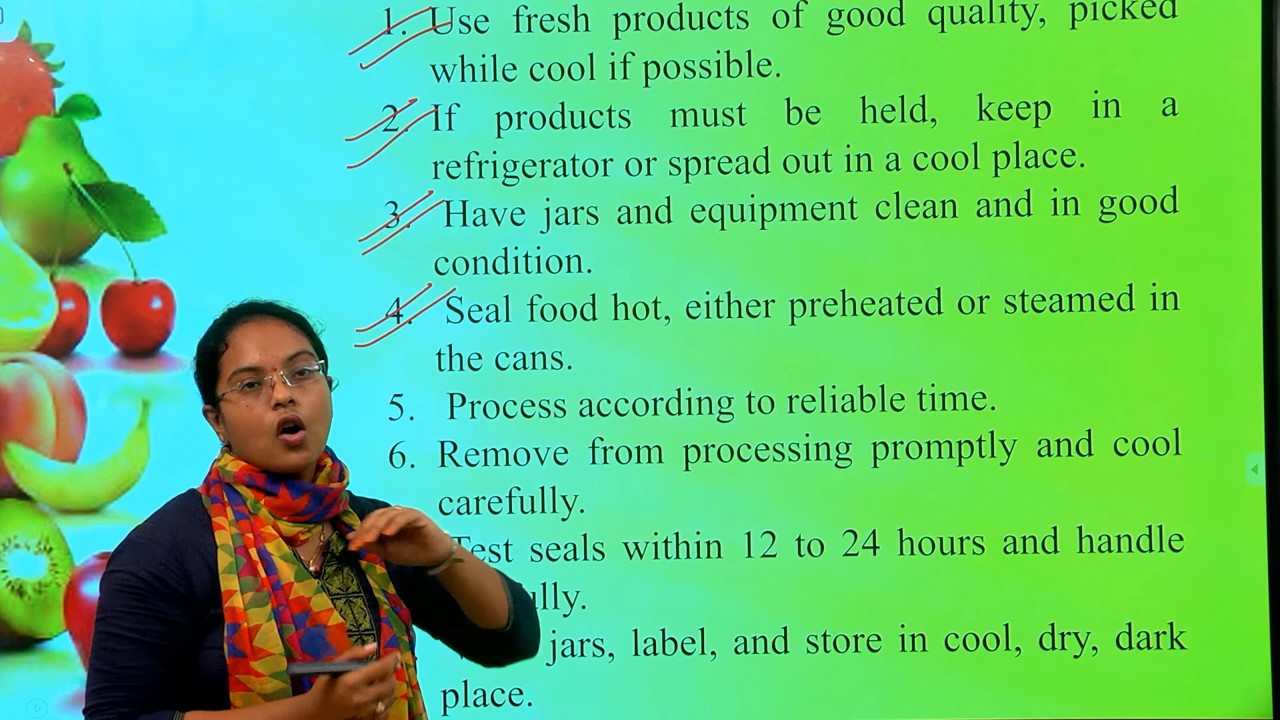 1. Use fresh products of good quality, picked
while cool if possible.
2. If products must be held, keep in a
refrigerator or spread out in a cool place.
3. Have jars and equipment clean and in good
condition.
4. Seal food hot, either preheated or steamed in
the cans.
5. Process according to reliable time.
6. Remove from processing promptly and cool
carefully.
Test seals within 12 to 24 hours and handle
jars, label, and store in cool, dry, dark
place.